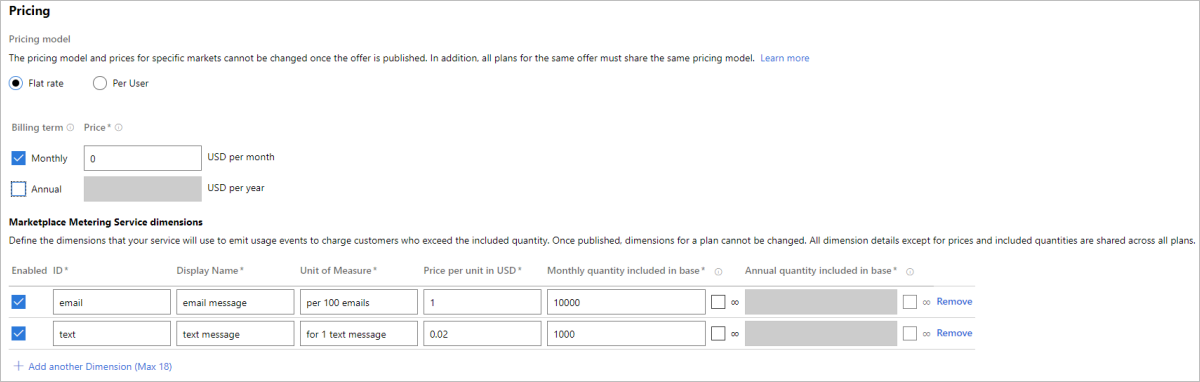 Pricing
Pricing model
The pricing model and prices for specific markets cannot be changed once the offer is published. In addition, all plans for the same offer must share the same pricing model. Learn more
Flat rate Per User
Billing term Price*
Monthly 0 USD per month
Annual USD per year
Marketplace Metering Service dimensions
Define the dimensions that your service will use to emit usage events to charge customers who exceed the included quantity. Once published, dimensions for a plan cannot be changed. All dimension details except for prices and included quantities are shared across all plans.
Enabled ID* Display Name* Unit of Measure* Price per unit in USD* Monthly quantity included in base* Annual quantity included in base*
email email message per 100 emails 1 10000 ∞ ∞ Remove
text text message for 1 text message 0.02 1000 ∞ ∞ Remove
+ Add another Dimension (Max 18)